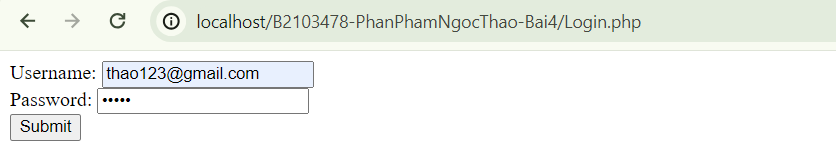 localhost/B2103478-PhanPhamNgocThao-Bai4/Login.php
Username: thao123@gmail.com
Password: •••••
Submit